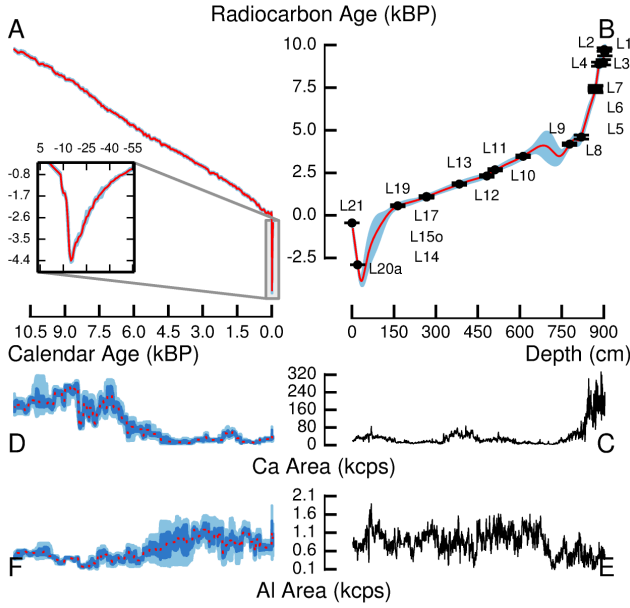 Radiocarbon Age (kBP)
A
B
10.0
7.5
5.0
2.5
0.0
-2.5
L2
L1
L4
L3
L7
L6
L5
L9
L8
L11
L10
L13
L12
L19
L17
L21
L15o
L14
L20a
5 -10 -25 -40 -55
-0.8
-1.7
-2.6
-3.5
-4.4
10.5 9.0 7.5 6.0 4.5 3.0 1.5 0.0
0 150 300 450 600 750 900
Calendar Age (kBP)
Depth (cm)
320
240
160
80
0
D
C
Ca Area (kcps)
2.1
1.6
1.1
0.6
0.1
F
E
Al Area (kcps)